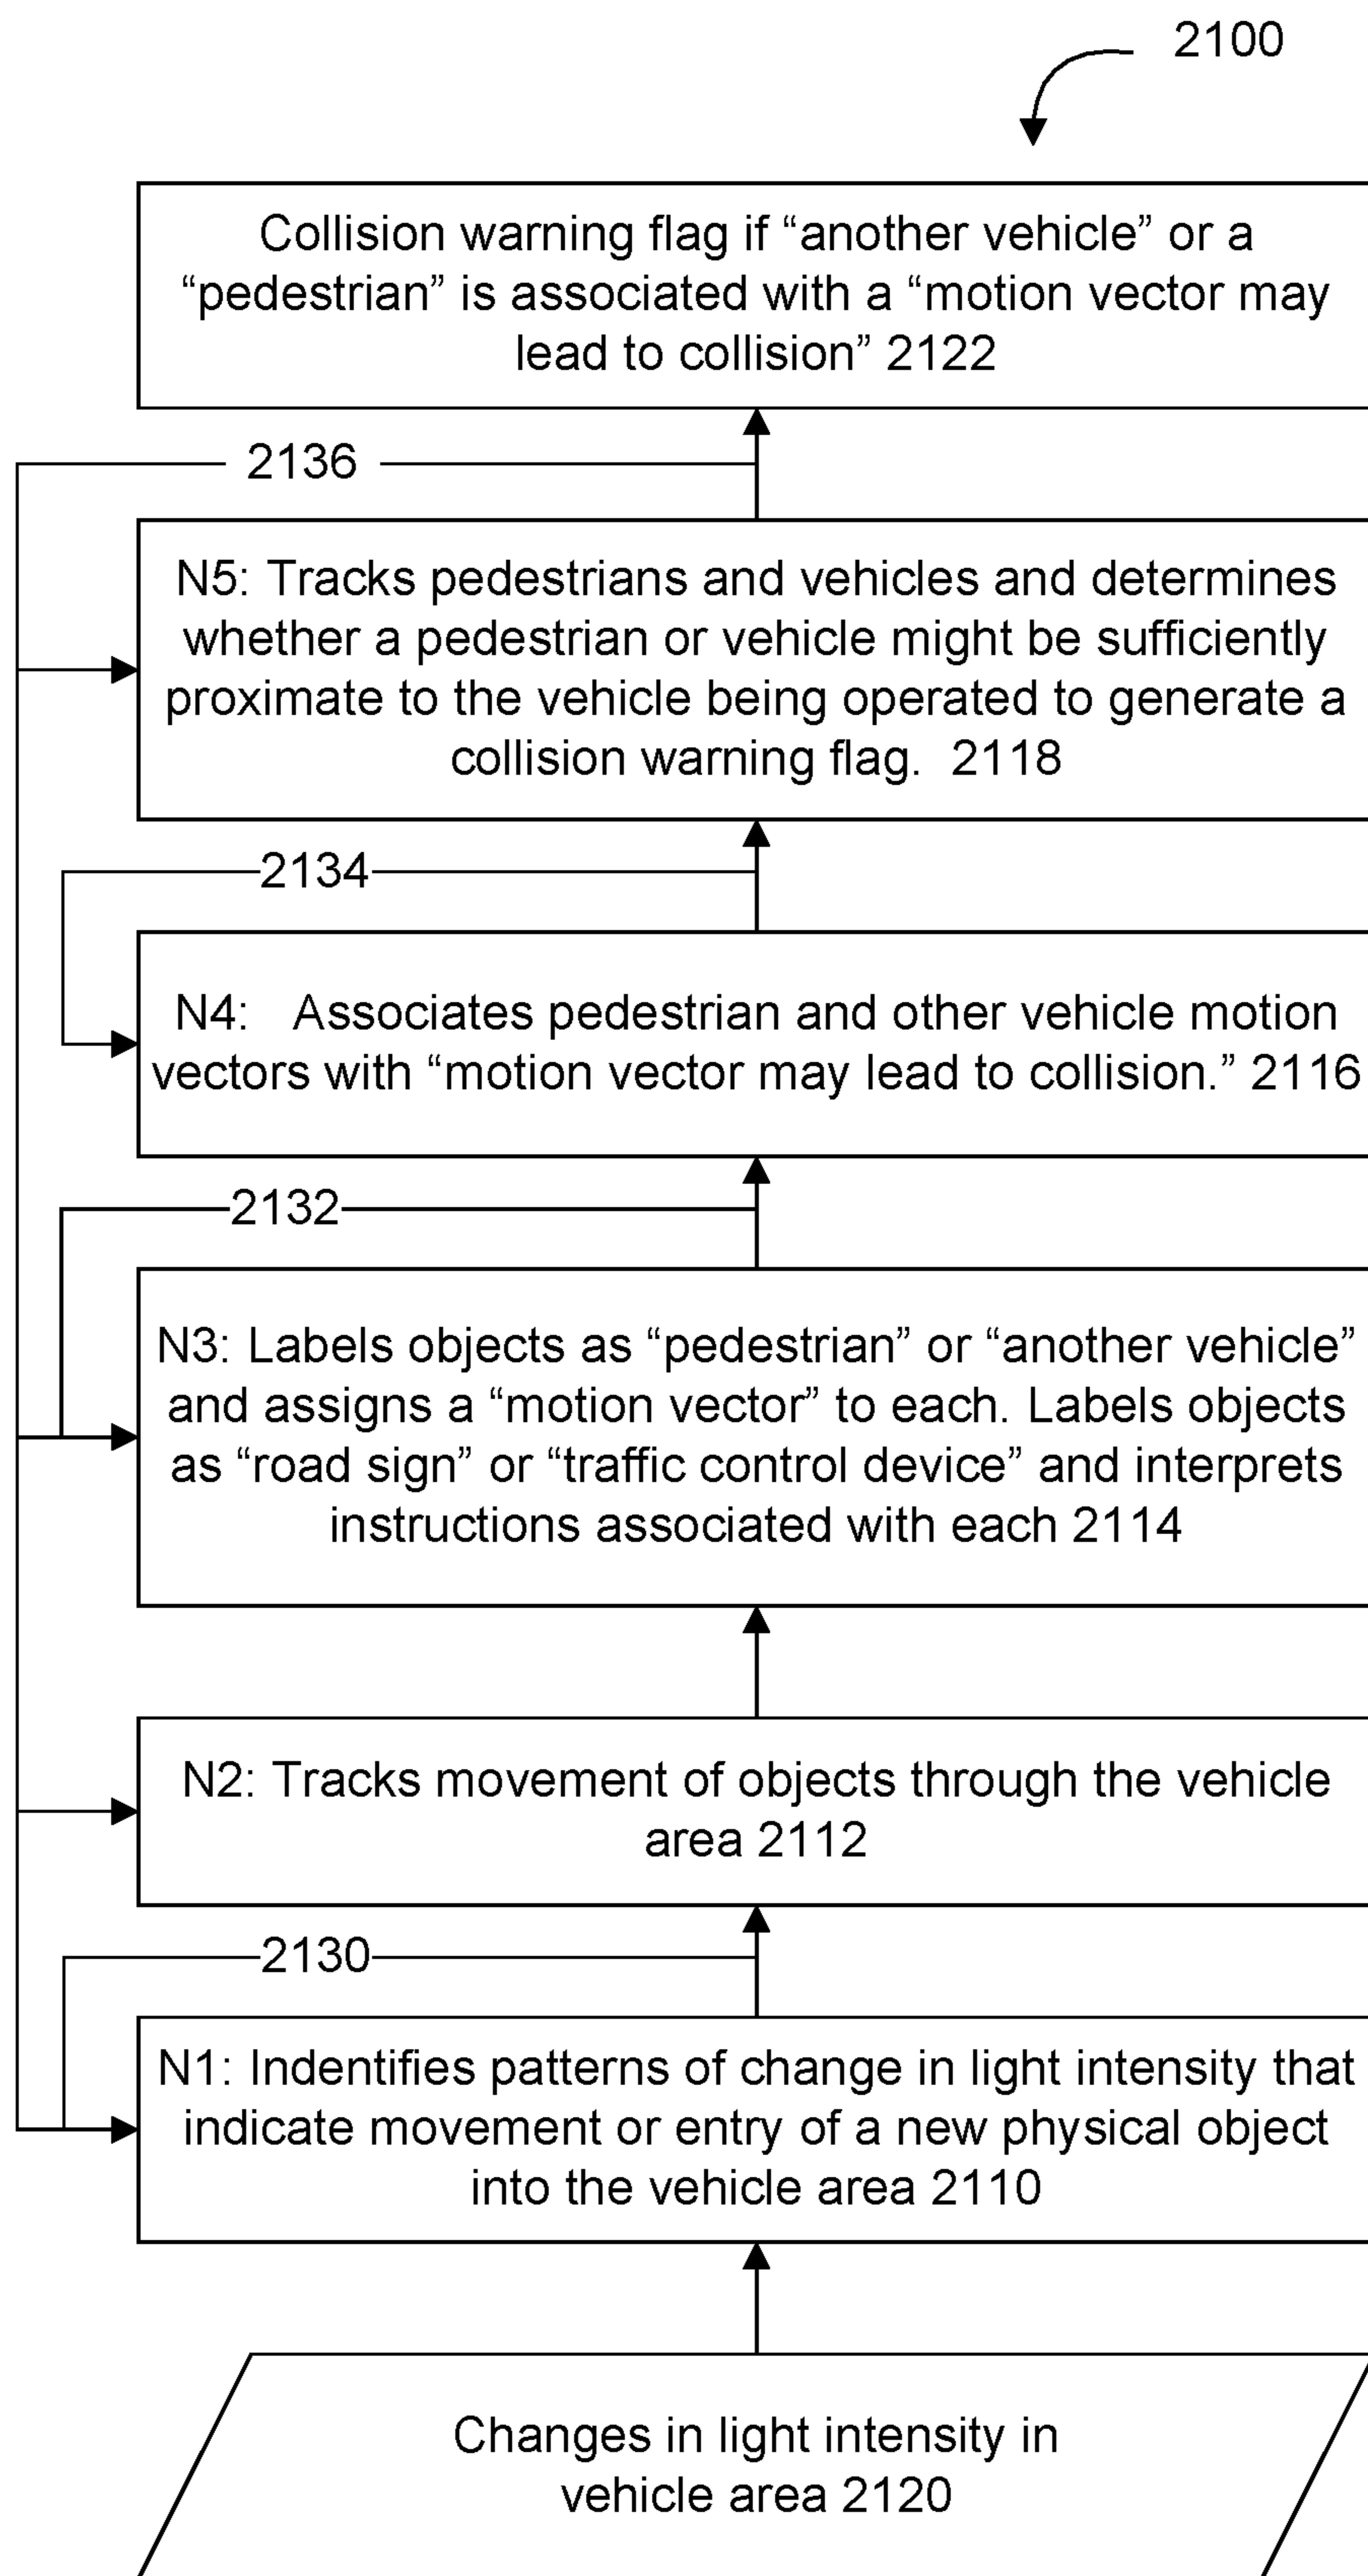 2100
Collision warning flag if “another vehicle” or a
“pedestrian” is associated with a “motion vector may
lead to collision” 2122
2136
N5: Tracks pedestrians and vehicles and determines
whether a pedestrian or vehicle might be sufficiently
proximate to the vehicle being operated to generate a
collision warning flag. 2118
2134
N4: Associates pedestrian and other vehicle motion
vectors with “motion vector may lead to collision.” 2116
2132
N3: Labels objects as “pedestrian” or “another vehicle”
and assigns a “motion vector” to each. Labels objects
as “road sign” or “traffic control device” and interprets
instructions associated with each 2114
N2: Tracks movement of objects through the vehicle
area 2112
2130
N1: Indentifies patterns of change in light intensity that
indicate movement or entry of a new physical object
into the vehicle area 2110
Changes in light intensity in
vehicle area 2120